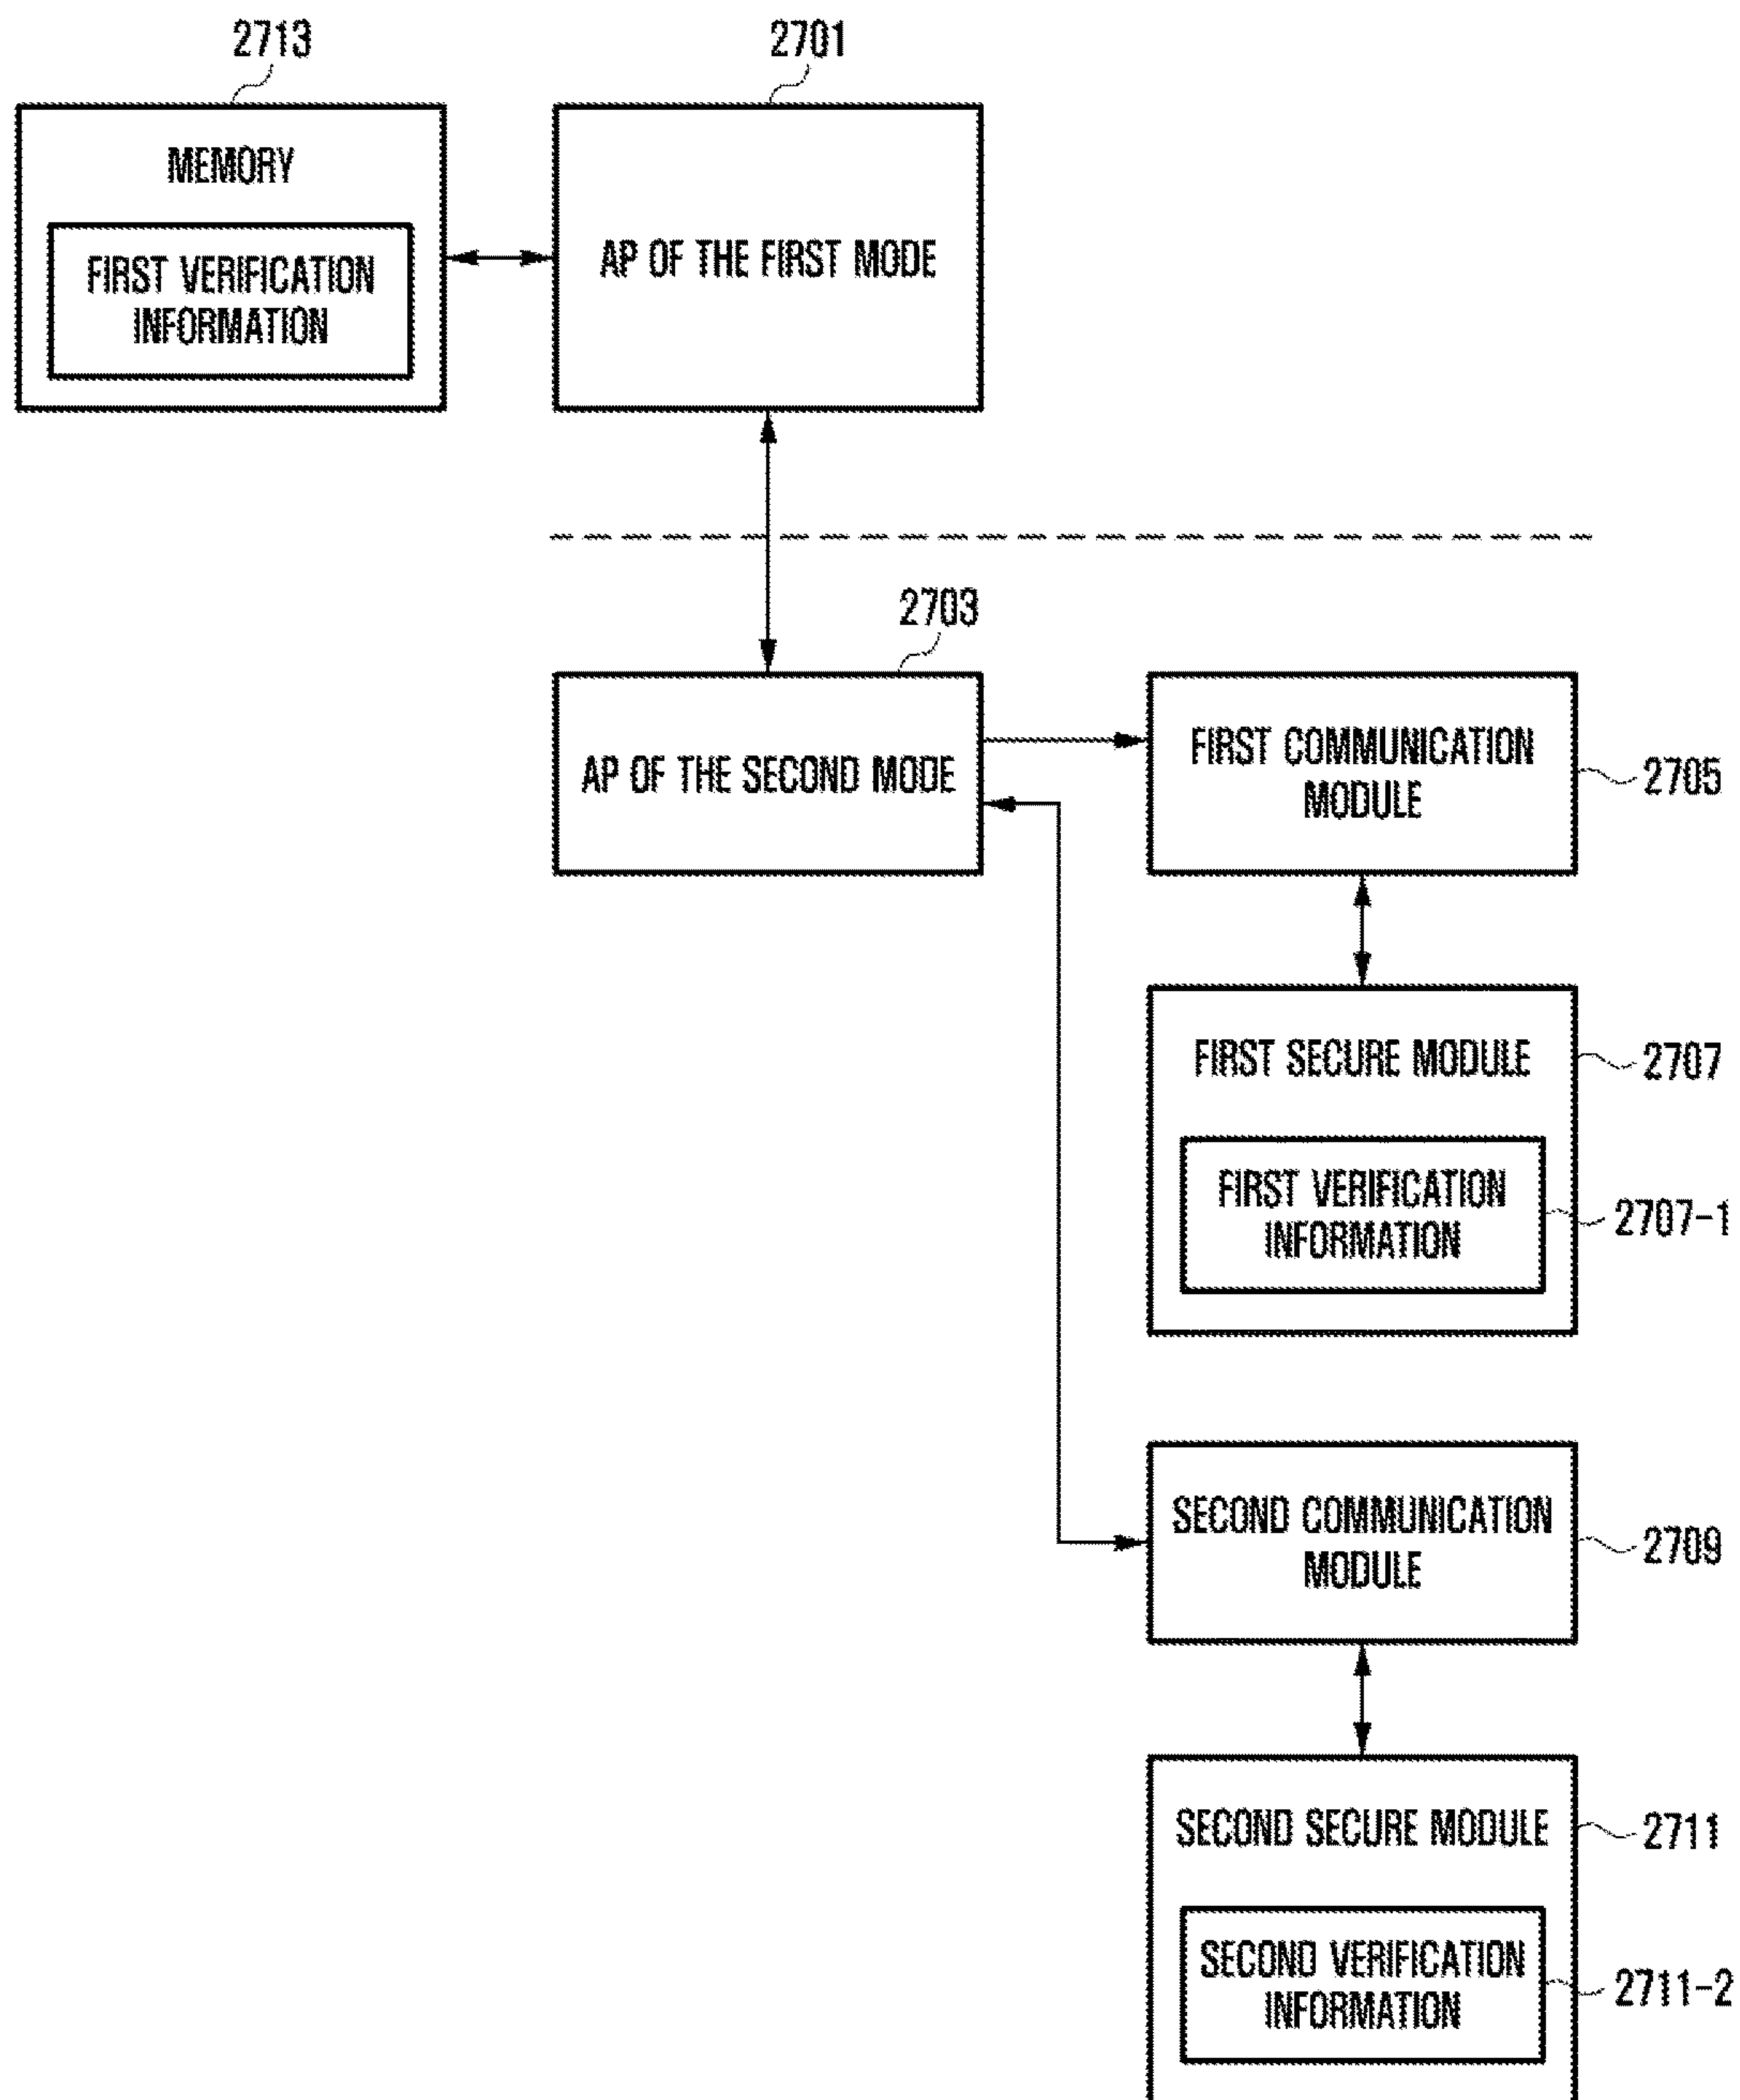 2713
2701
MEMORY
FIRST VERIFICATION
INFORMATION
AP OF THE FIRST MODE
2703
AP OF THE SECOND MODE
FIRST COMMUNICATION
MODULE
2705
FIRST SECURE MODULE
2707
FIRST VERIFICATION
INFORMATION
2707-1
SECOND COMMUNICATION
MODULE
2709
SECOND SECURE MODULE
2711
SECOND VERIFICATION
INFORMATION
2711-2